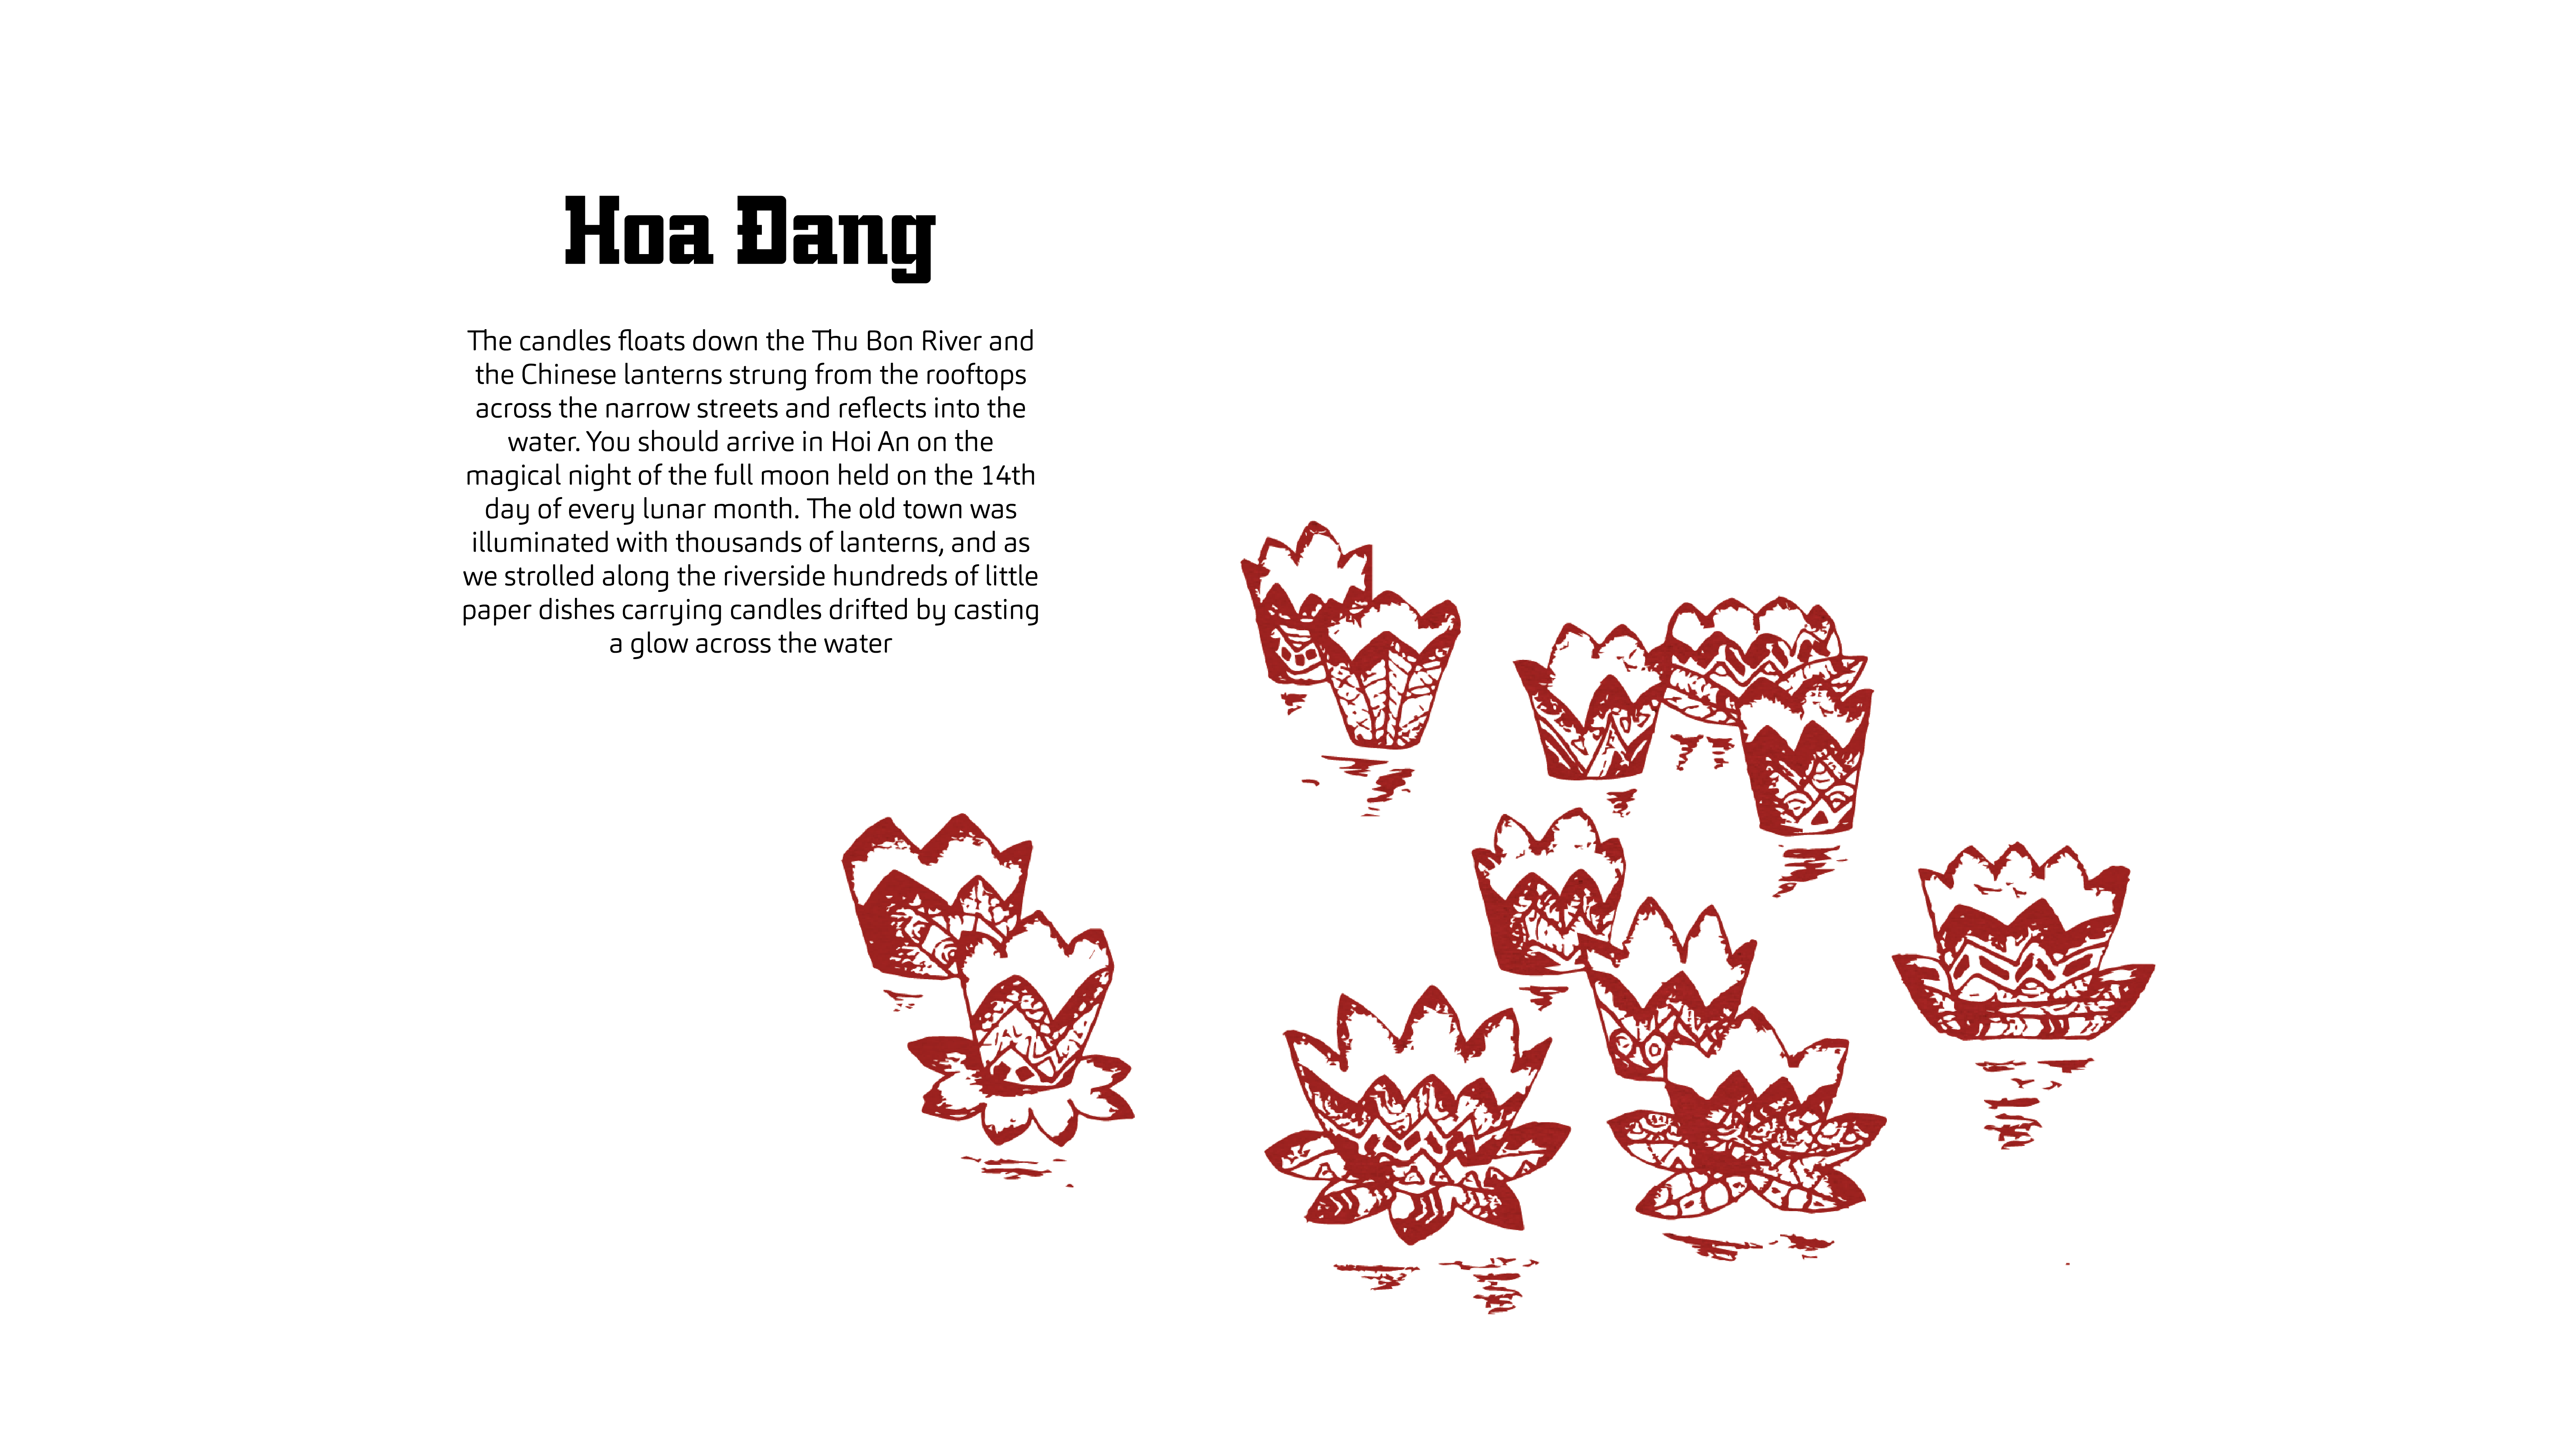 Hoa Đang
The candles floats down the Thu Bon River and
the Chinese lanterns strung from the rooftops
across the narrow streets and reflects into the
water. You should arrive in Hoi An on the
magical night of the full moon held on the 14th
day of every lunar month. The old town was
illuminated with thousands of lanterns, and as
we strolled along the riverside hundreds of little
paper dishes carrying candles drifted by casting
a glow across the water